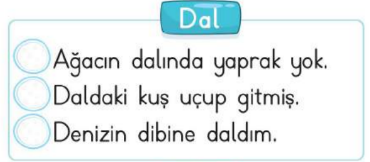 Dal
Ağacın dalında yaprak yok.
Daldaki kuş uçup gitmiş.
Denizin dibine daldım.